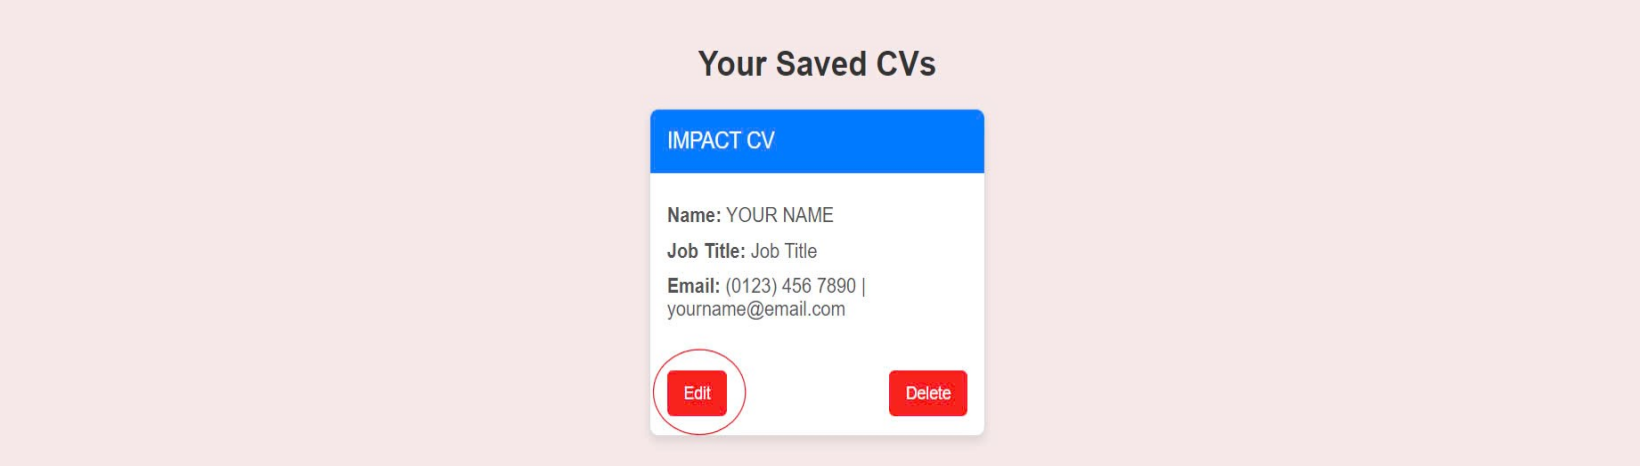 Your Saved CVs
IMPACT CV
Name: YOUR NAME
Job Title: Job Title
Email: (0123) 456 7890 |
yourname@email.com
Edit
Delete